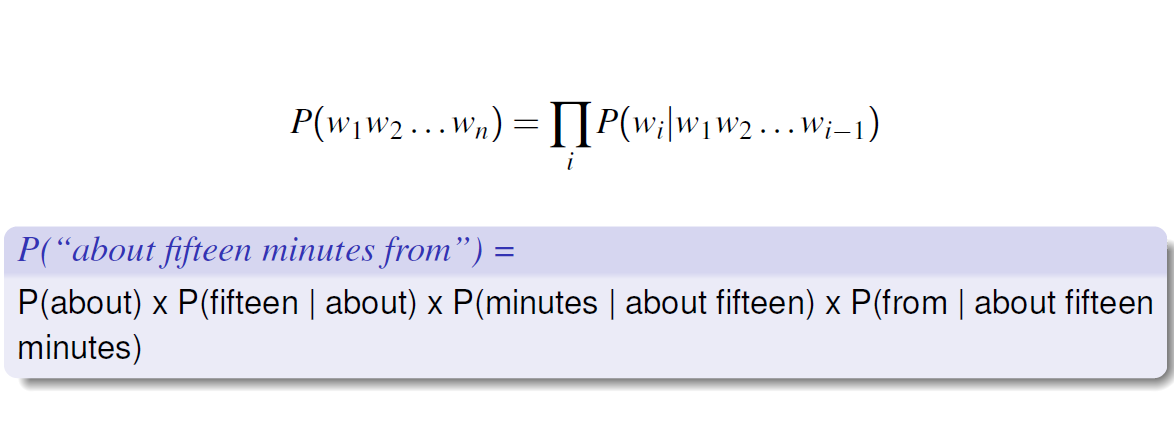 P(w₁w₂ … wₙ) = ∏ᵢ P(wᵢ|w₁w₂ … wᵢ₋₁)
P(“about fifteen minutes from”) =
P(about) x P(fifteen | about) x P(minutes | about fifteen) x P(from | about fifteen
minutes)